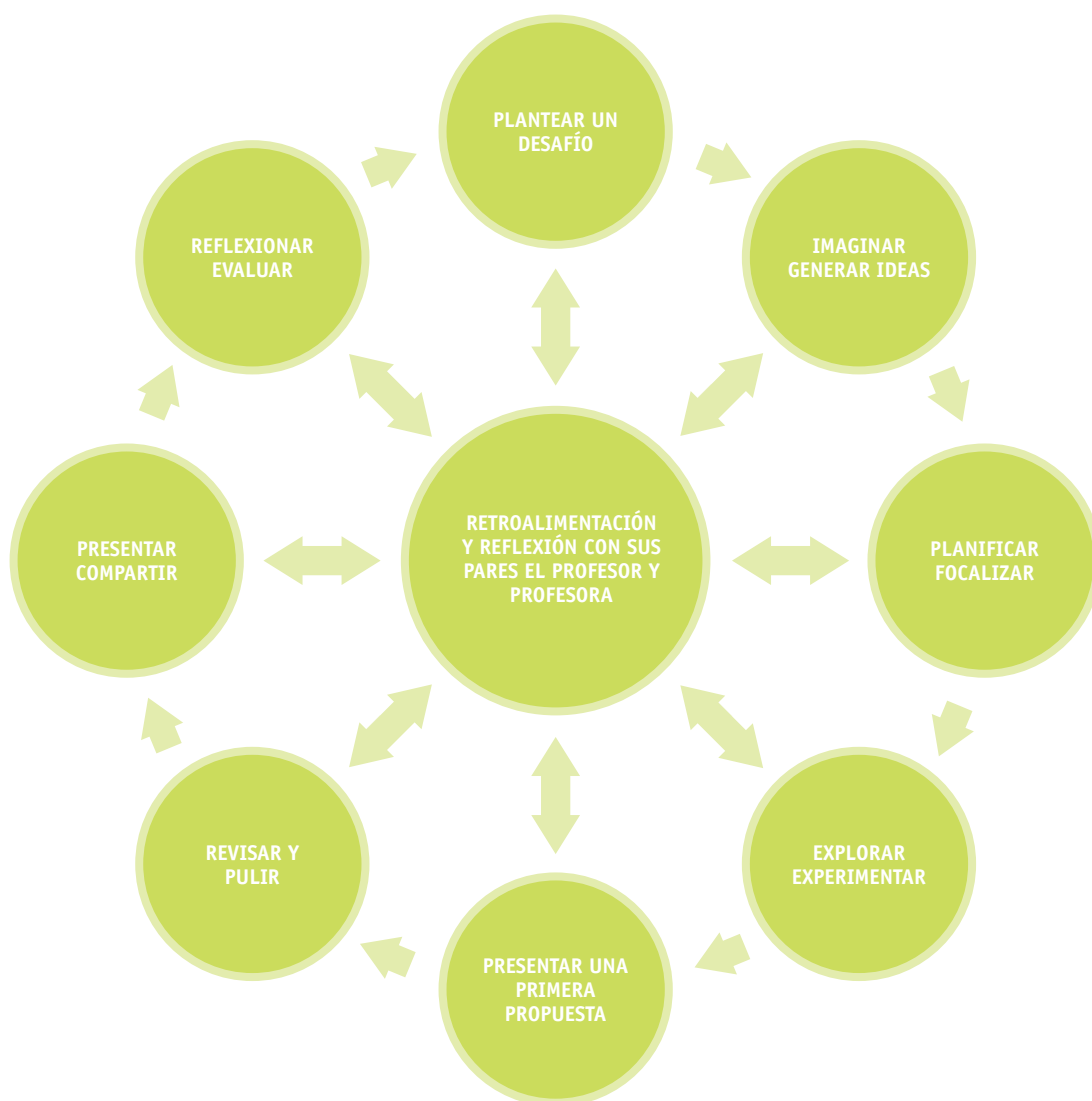 PLANTEAR UN
DESAFÍO
IMAGINAR
GENERAR IDEAS
PLANIFICAR
FOCALIZAR
EXPLORAR
EXPERIMENTAR
PRESENTAR UNA
PRIMERA
PROPUESTA
REVISAR Y
PULIR
PRESENTAR
COMPARTIR
REFLEXIONAR
EVALUAR
RETROALIMENTACIÓN
Y REFLEXIÓN CON SUS
PARES EL PROFESOR Y
PROFESORA